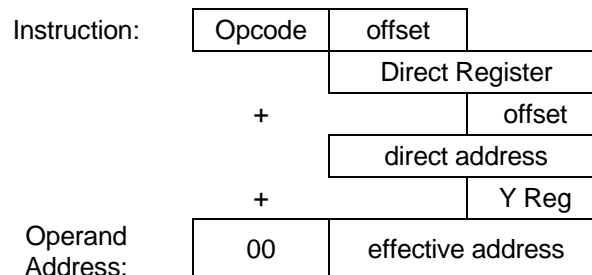 Instruction: Opcode offset
Direct Register
+ offset
direct address
+ Y Reg
Operand
Address: 00 effective address